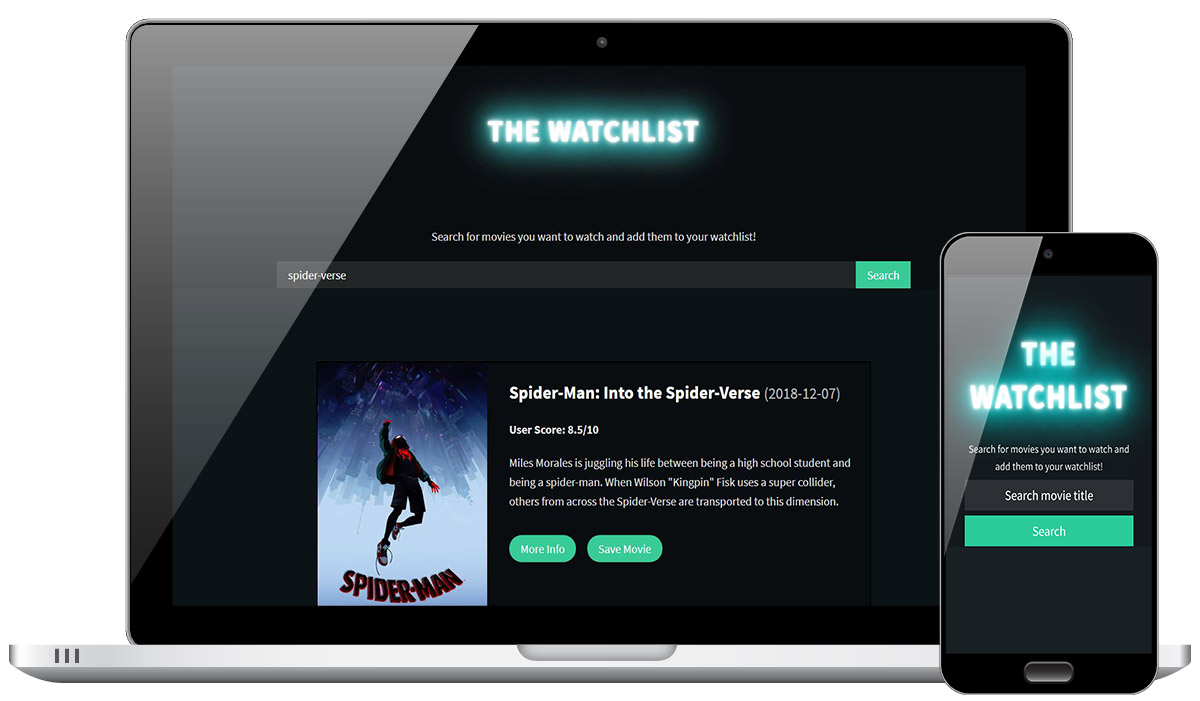 THE WATCHLIST
Search for movies you want to watch and add them to your watchlist!
spider-verse
Search
Spider-Man: Into the Spider-Verse (2018-12-07)
User Score: 8.5/10
Miles Morales is juggling his life between being a high school student and
being a spider-man. When Wilson "Kingpin" Fisk uses a super collider,
others from across the Spider-Verse are transported to this dimension.
More Info
Save Movie
SPIDER-MAN
THE
WATCHLIST
Search for movies you want to watch and
add them to your watchlist!
Search movie title
Search